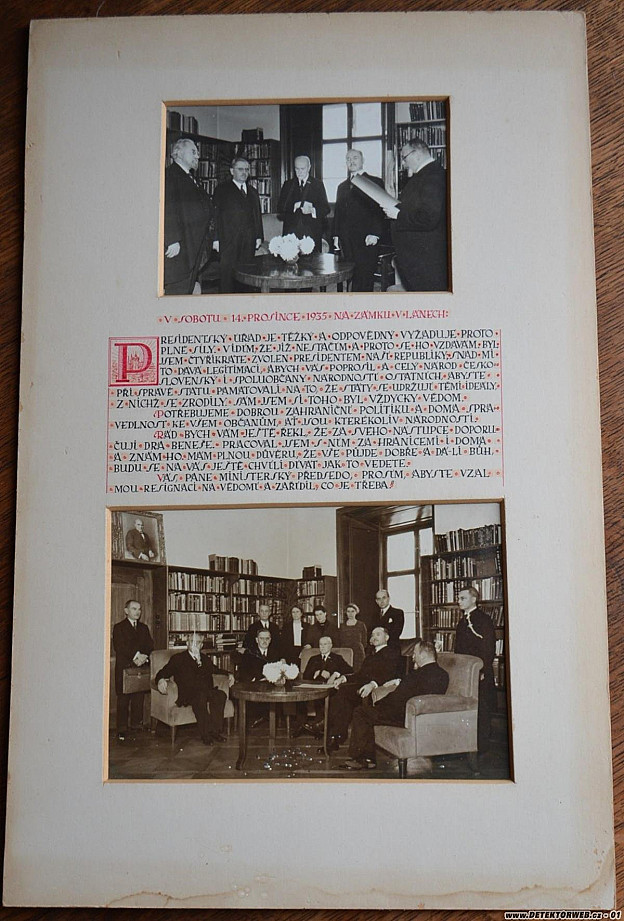 V·SOBOTU·14·PROSINCE·1935·NA·ZÁMKU·V·LÁNECH:
PRESIDENTSKÝ·ÚŘAD·JE·TĚŽKÝ·A·ODPOVĚDNÝ·VYŽADUJE·PROTO·
PLNÉ·SÍLY·VIDÍM·ŽE·JIŽ·NESTAČÍM·A·PROTO·SE·HO·VZDÁVÁM·BYL
JSEM·ČTYŘIKRÁTE·ZVOLEN·PRESIDENTEM·NAŠÍ·REPUBLIKY·SNAD·MI
TO·DÁVÁ·LEGITIMACI·ABYCH·VÁS·POPROSIL·A·CELÝ·NÁROD·ČESKO-
SLOVENSKÝ·I·SPOLUOBČANY·NÁRODNOSTÍ·OSTATNÍCH·ABYSTE·
PŘI·SPRÁVĚ·STÁTU·PAMATOVALI·NA·TO·ŽE·STÁTY·SE·UDRŽUJÍ·TĚMI·IDEÁLY
Z·NICHŽ·SE·ZRODILY·SÁM·JSEM·SI·TOHO·BYL·VŽDYCKY·VĚDOM·
POTŘEBUJEME·DOBROU·ZAHRANIČNÍ·POLITIKU·A·DOMA·SPRA-
VEDLNOST·KE·VŠEM·OBČANŮM·AŤ·JSOU·KTERÉKOLIV·NÁRODNOSTI·
RÁD·BYCH·VÁM·JEŠTĚ·ŘEKL·ŽE·ZA·SVÉHO·NÁSTUPCE·DOPORU-
ČUJI·DRA·BENEŠE·PRACOVAL·JSEM·S·NÍM·ZA·HRANICEMI·I·DOMA
A·ZNÁM·HO·MÁM·PLNOU·DŮVĚRU·ŽE·VŠE·PŮJDE·DOBŘE·A·DÁ-LI·BŮH·
BUDU·SE·NA·VÁS·JEŠTĚ·CHVÍLI·DÍVAT·JAK·TO·VEDETE·
VÁS·PANE·MINISTERSKÝ·PŘEDSEDO·PROSÍM·ABYSTE·VZAL
MOU·RESIGNACI·NA·VĚDOMÍ·A·ZAŘÍDIL·CO·JE·TŘEBA·
WWW.DETEKTORWEB.cz - 01